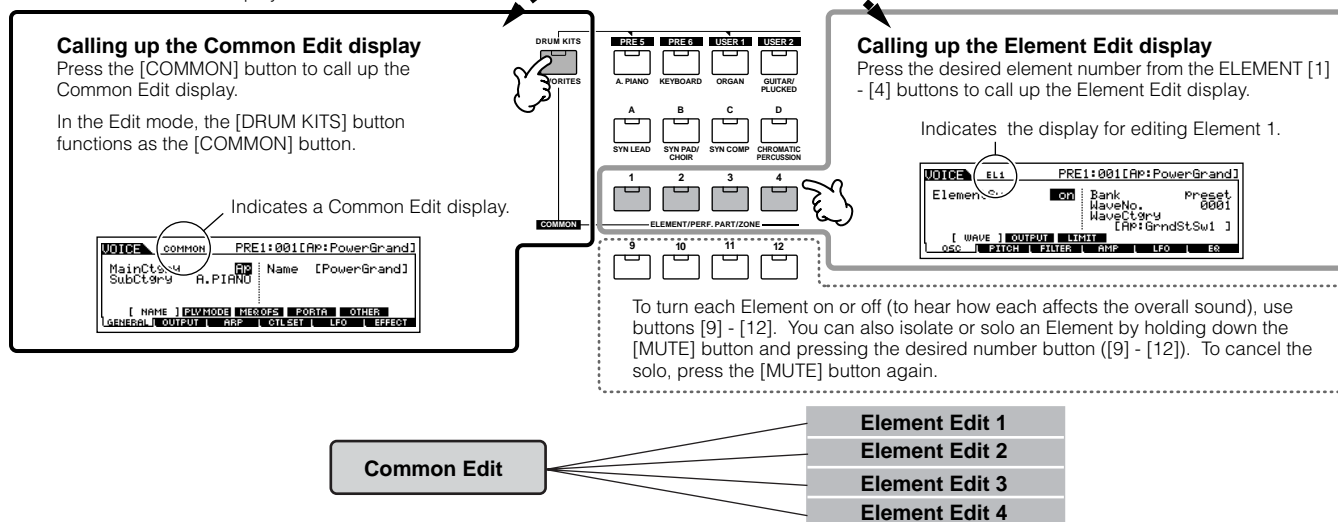 Calling up the Common Edit display
Press the [COMMON] button to call up the
Common Edit display.
In the Edit mode, the [DRUM KITS] button
functions as the [COMMON] button.
Indicates a Common Edit display.
VOICE COMMON PRE1:001[AP:PowerGrand]
MainCtgry AP Name [PowerGrand]
SubCtgry A.PIANO
[ NAME ] PLYMODE MEQOFS PORTA OTHER
GENERAL OUTPUT ARP CTLSET LFO EFFECT
DRUM KITS PRE 5 PRE 6 USER 1 USER 2
A. PIANO KEYBOARD ORGAN GUITAR/
PLUCKED
A B C D
SYN LEAD SYN PAD/
CHOIR SYN COMP CHROMATIC
PERCUSSION
1 2 3 4
COMMON ELEMENT/PERF. PART/ZONE
9 10 11 12
Calling up the Element Edit display
Press the desired element number from the ELEMENT [1]
- [4] buttons to call up the Element Edit display.
Indicates the display for editing Element 1.
VOICE EL1 PRE1:001[AP:PowerGrand]
on Bank Preset
WaveNo. 0001
WaveCtgry
[AP:GrndStSw1 ]
[ WAVE ] OUTPUT LIMIT
OSC PITCH FILTER AMP LFO EQ
To turn each Element on or off (to hear how each affects the overall sound), use
buttons [9] - [12]. You can also isolate or solo an Element by holding down the
[MUTE] button and pressing the desired number button ([9] - [12]). To cancel the
solo, press the [MUTE] button again.
Common Edit
Element Edit 1
Element Edit 2
Element Edit 3
Element Edit 4